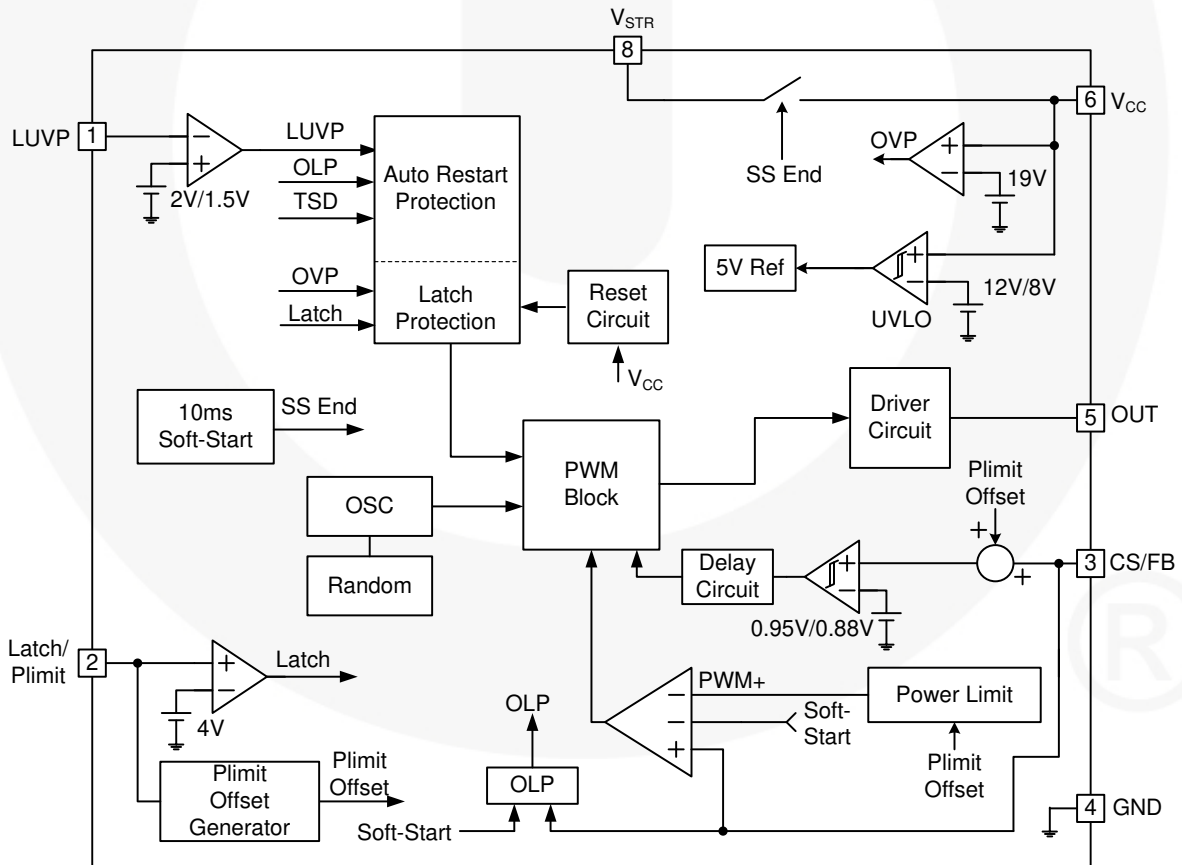 VSTR
8
LUVP
1
−
+
2V/1.5V
LUVP
OLP
TSD
Auto Restart
Protection
OVP
Latch
Latch
Protection
Reset
Circuit
VCC
SS End
6
VCC
OVP
+
−
19V
5V Ref
+
−
12V/8V
UVLO
10ms
Soft-Start
SS End
OSC
Random
PWM
Block
Driver
Circuit
5
OUT
Plimit
Offset
+
+
3
CS/FB
Delay
Circuit
+
−
0.95V/0.88V
Latch/
Plimit
2
+
−
4V
Latch
Plimit
Offset
Generator
Plimit
Offset
OLP
OLP
Soft-Start
−
−
+
PWM+
Soft-
Start
Power Limit
Plimit
Offset
4
GND
®